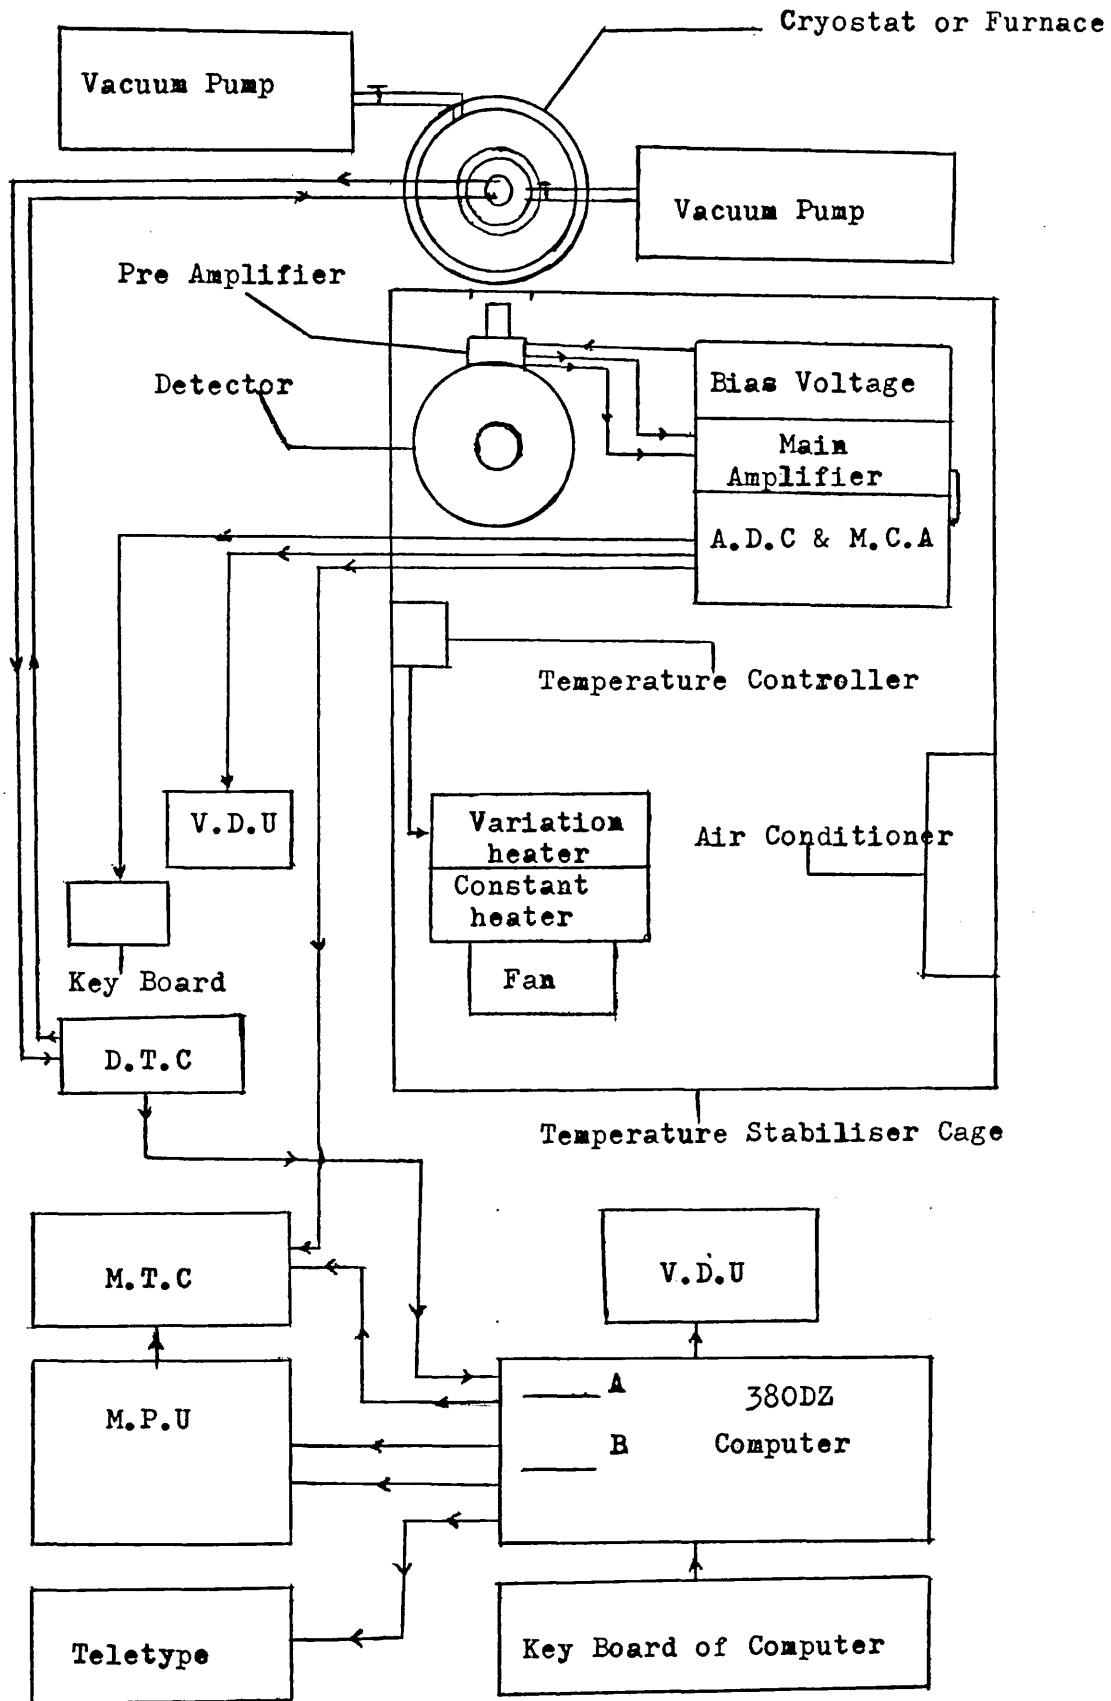 Cryostat or Furnace
Vacuum Pump
Vacuum Pump
Pre Amplifier
Detector
Bias Voltage
Main
Amplifier
A.D.C & M.C.A
Temperature Controller
V.D.U
Variation
heater
Constant
heater
Fan
Air Conditioner
Key Board
D.T.C
Temperature Stabiliser Cage
M.T.C
V.D.U
M.P.U
A
B
380DZ
Computer
Teletype
Key Board of Computer